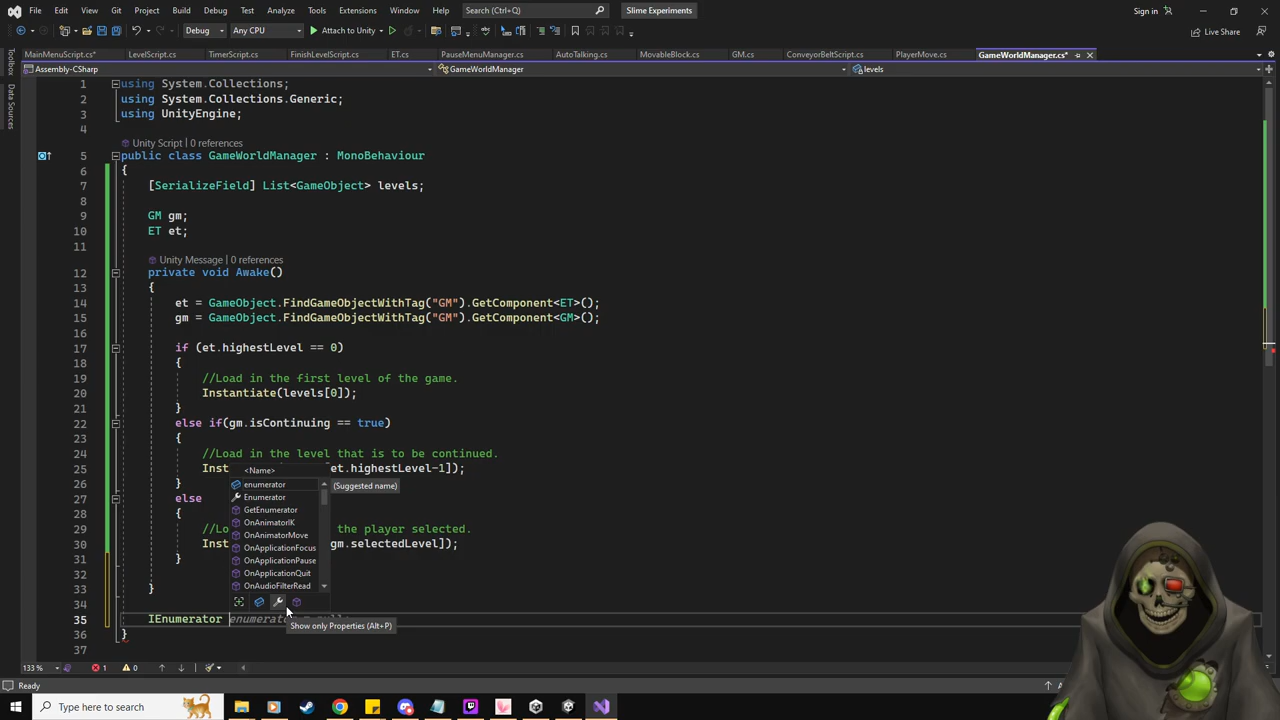 File Edit View Git Project Build Debug Test Analyze Tools Extensions Window Help Search (Ctrl+Q) Slime Experiments Sign in
Debug Any CPU Attach to Unity Live Share
MainMenuScript.cs* LevelScript.cs TimerScript.cs FinishLevelScript.cs ET.cs PauseMenuManager.cs AutoTalking.cs MovableBlock.cs GM.cs ConveyorBeltScript.cs PlayerMove.cs GameWorldManager.cs*
Toolbox
Data Sources
Assembly-CSharp GameWorldManager levels
1 using System.Collections;
2 using System.Collections.Generic;
3 using UnityEngine;
4
Unity Script | 0 references
5 public class GameWorldManager : MonoBehaviour
6 {
7 [SerializeField] List<GameObject> levels;
8
9 GM gm;
10 ET et;
11
Unity Message | 0 references
12 private void Awake()
13 {
14 et = GameObject.FindGameObjectWithTag("GM").GetComponent<ET>();
15 gm = GameObject.FindGameObjectWithTag("GM").GetComponent<GM>();
16
17 if (et.highestLevel == 0)
18 {
19 //Load in the first level of the game.
20 Instantiate(levels[0]);
21 }
22 else if(gm.isContinuing == true)
23 {
24 //Load in the level that is to be continued.
25 Inst et.highestLevel-1]);
26 }
27 else
28 {
29 //Lo the player selected.
30 Inst gm.selectedLevel]);
31 }
32
33 }
34
35 IEnumerator enumerat
36 }
37
<Name>
enumerator (Suggested name)
Enumerator
GetEnumerator
OnAnimatorIK
OnAnimatorMove
OnApplicationFocus
OnApplicationPause
OnApplicationQuit
OnAudioFilterRead
Show only Properties (Alt+P)
133 % 1 0
Ready
Type here to search